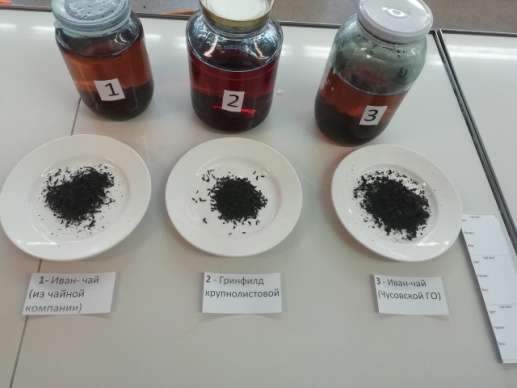 1
2
3
1- Иван- чай
(из чайной
компании)
2 - Гринфилд
крупнолистовой
3 - Иван-чай
(Чусовской ГО)